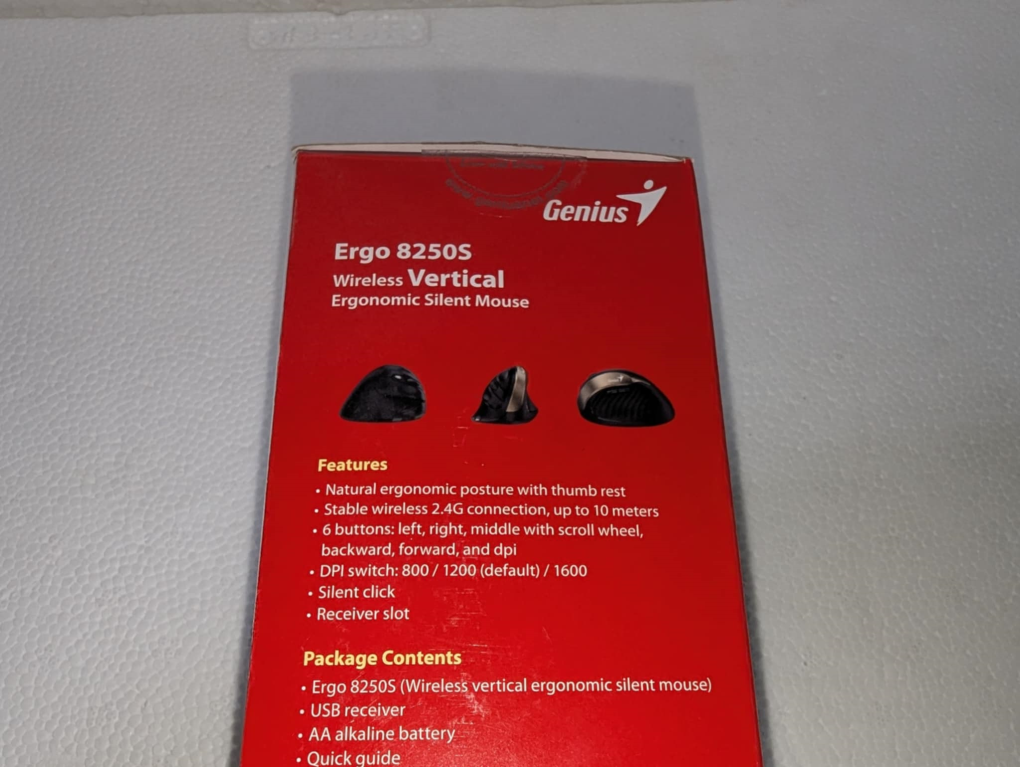 Genius
Ergo 8250S
Wireless Vertical
Ergonomic Silent Mouse
Features
• Natural ergonomic posture with thumb rest
• Stable wireless 2.4G connection, up to 10 meters
• 6 buttons: left, right, middle with scroll wheel,
backward, forward, and dpi
• DPI switch: 800 / 1200 (default) / 1600
• Silent click
• Receiver slot
Package Contents
• Ergo 8250S (Wireless vertical ergonomic silent mouse)
• USB receiver
• AA alkaline battery
• Quick guide